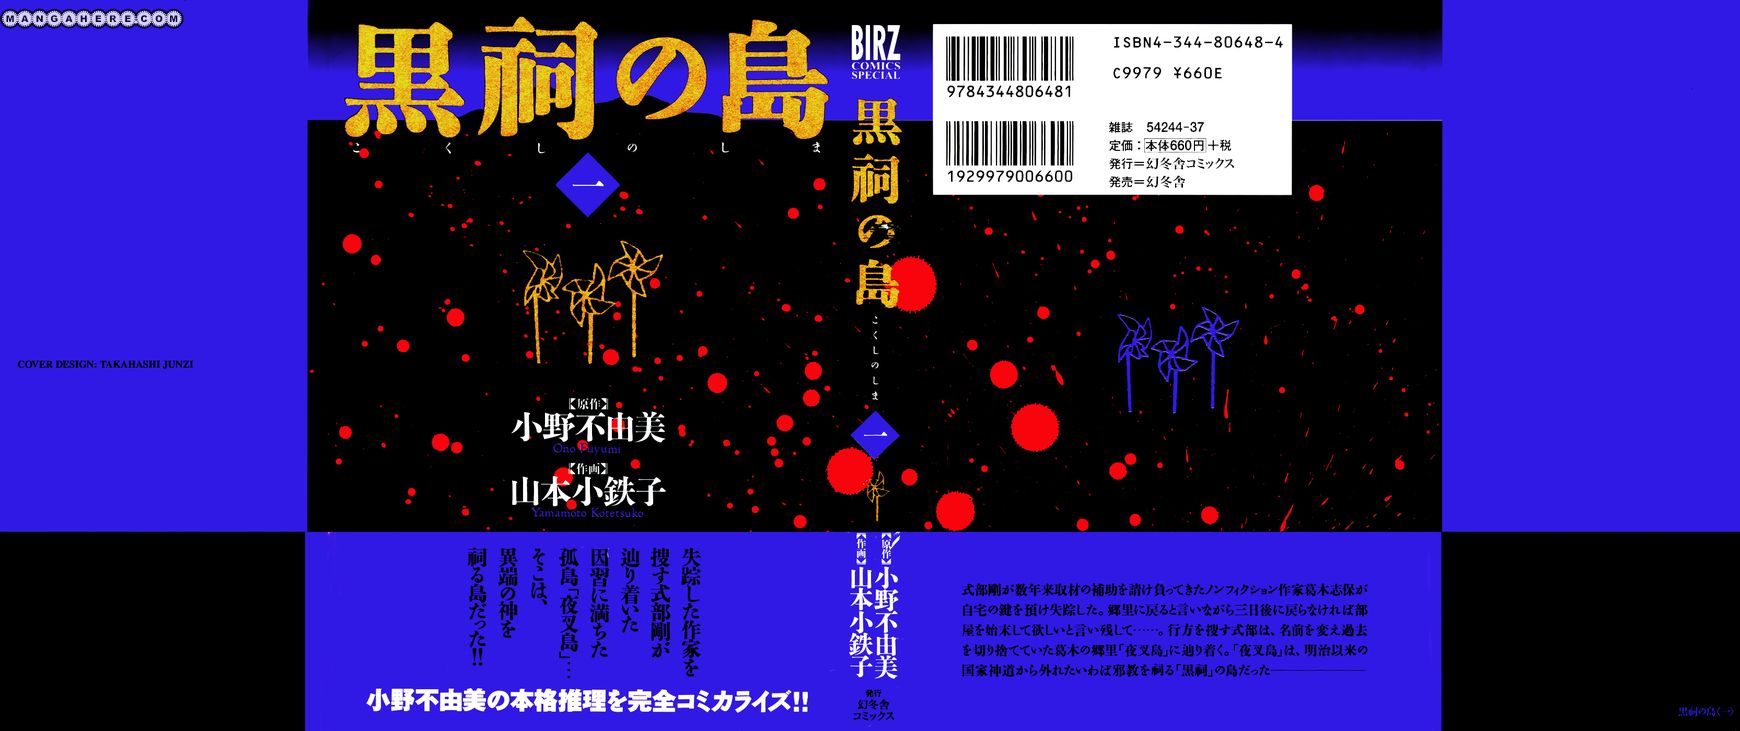 MANGAHERE.COM
COVER DESIGN: TAKAHASHI JUNZI
黒祠の島
こくしのしま
一
【原作】
小野不由美
Ono Fuyumi
【作画】
山本小鉄子
Yamamoto Kotetsuko
失踪した作家を
捜す式部剛が
辿り着いた
因習に満ちた
孤島「夜叉島」…
そこは、
異端の神を
祠る島だった!!
小野不由美の本格推理を完全コミカライズ!!
BIRZ
COMICS
SPECIAL
黒祠の島
こくしのしま
一
【原作】小野不由美
【作画】山本小鉄子
発行
幻冬舎
コミックス
ISBN4-344-80648-4
C9979 ¥660E
9784344806481
1929979006600
雑誌 54244-37
定価：本体660円+税
発行＝幻冬舎コミックス
発売＝幻冬舎
式部剛が数年来取材の補助を請け負ってきたノンフィクション作家葛木志保が
自宅の鍵を預け失踪した。郷里に戻ると言いながら三日後に戻らなければ部
屋を始末して欲しいと言い残して……。行方を捜す式部は、名前を変え過去
を切り捨てていた葛木の郷里「夜叉島」に辿り着く。「夜叉島」は、明治以来の
国家神道から外れたいわば邪教を祠る「黒祠」の島だった――――
黒祠の島〈一〉